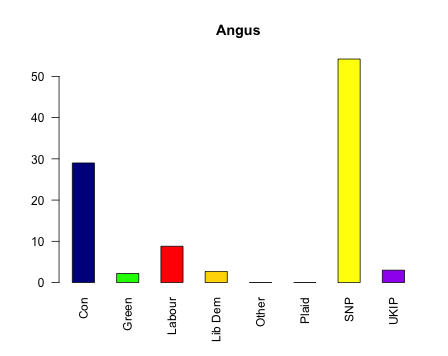 Angus
50
40
30
20
10
0
Con
Green
Labour
Lib Dem
Other
Plaid
SNP
UKIP